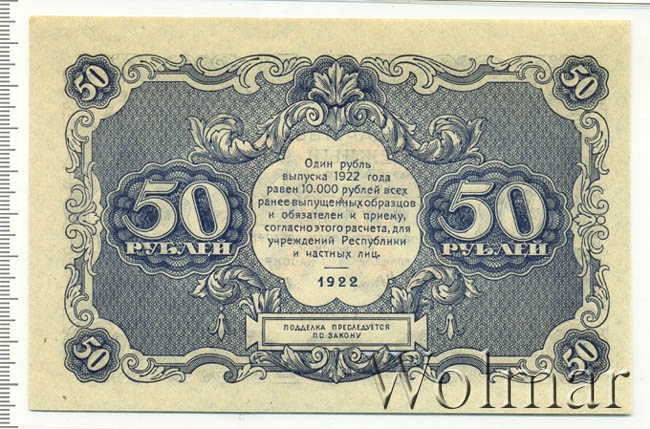 50 50
Один рубль
выпуска 1922 года
равен 10.000 рублей всех
ранее выпущенных образцов
и обязателен к приему,
согласно этого расчета, для
учреждений Республики
и частных лиц.
1922
50 РУБЛЕЙ
50 РУБЛЕЙ
ПОДДЕЛКА ПРЕСЛЕДУЕТСЯ
ПО ЗАКОНУ
50 50
Wolmar